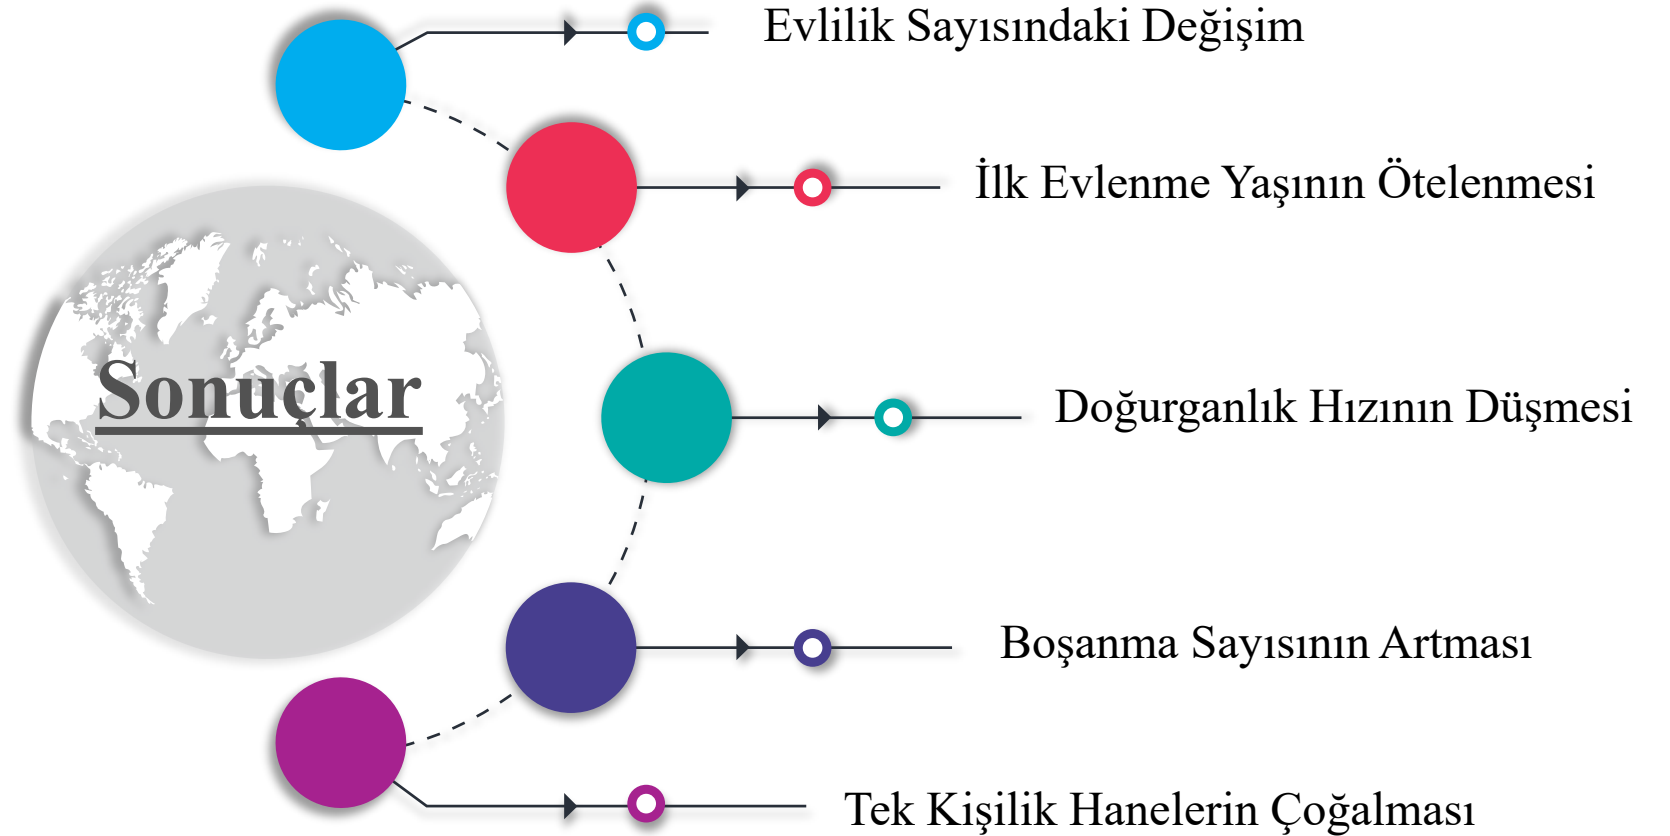 Evlilik Sayısındaki Değişim
İlk Evlenme Yaşının Ötelenmesi
Sonuçlar
Doğurganlık Hızının Düşmesi
Boşanma Sayısının Artması
Tek Kişilik Hanelerin Çoğalması